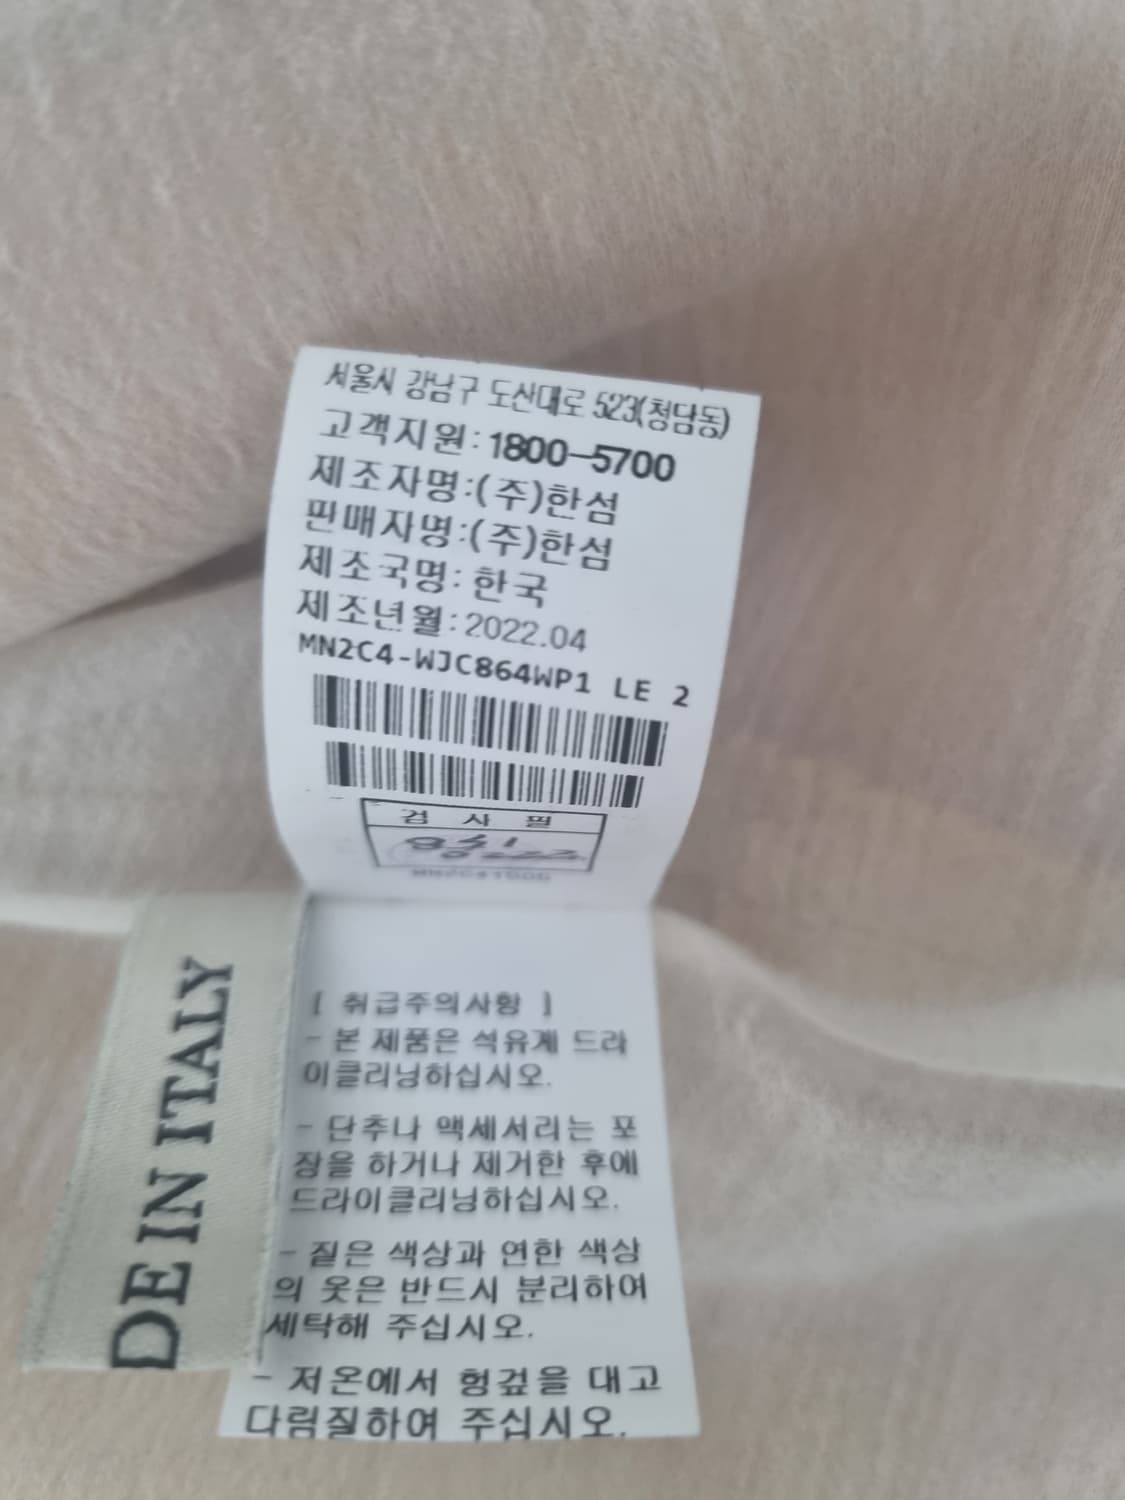 서울시 강남구 도산대로 523(청담동)
고객지원:1800-5700
제조자명:(주)한섬
판매자명:(주)한섬
제조국명:한국
제조년월:2022.04
MN2C4-WJC864WP1 LE 2
검 사 필
[ 취급주의사항 ]
- 본 제품은 석유계 드라
이클리닝하십시오.
- 단추나 액세서리는 포
장을 하거나 제거한 후에
드라이클리닝하십시오.
- 짙은 색상과 연한 색상
의 옷은 반드시 분리하여
세탁해 주십시오.
- 저온에서 헝겊을 대고
다림질하여 주십시오.
DE IN ITALY